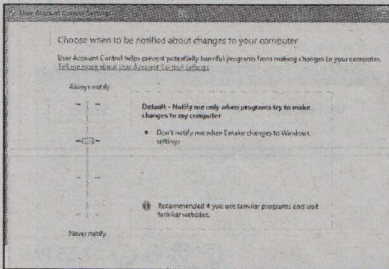 User Account Control Settings
Choose when to be notified about changes to your computer
User Account Control helps prevent potentially harmful programs from making changes to your computer.
Tell me more about User Account Control settings
Always notify
Default - Notify me only when programs try to make
changes to my computer
• Don't notify me when I make changes to Windows
settings
Recommended if you use familiar programs and visit
familiar websites.
Never notify